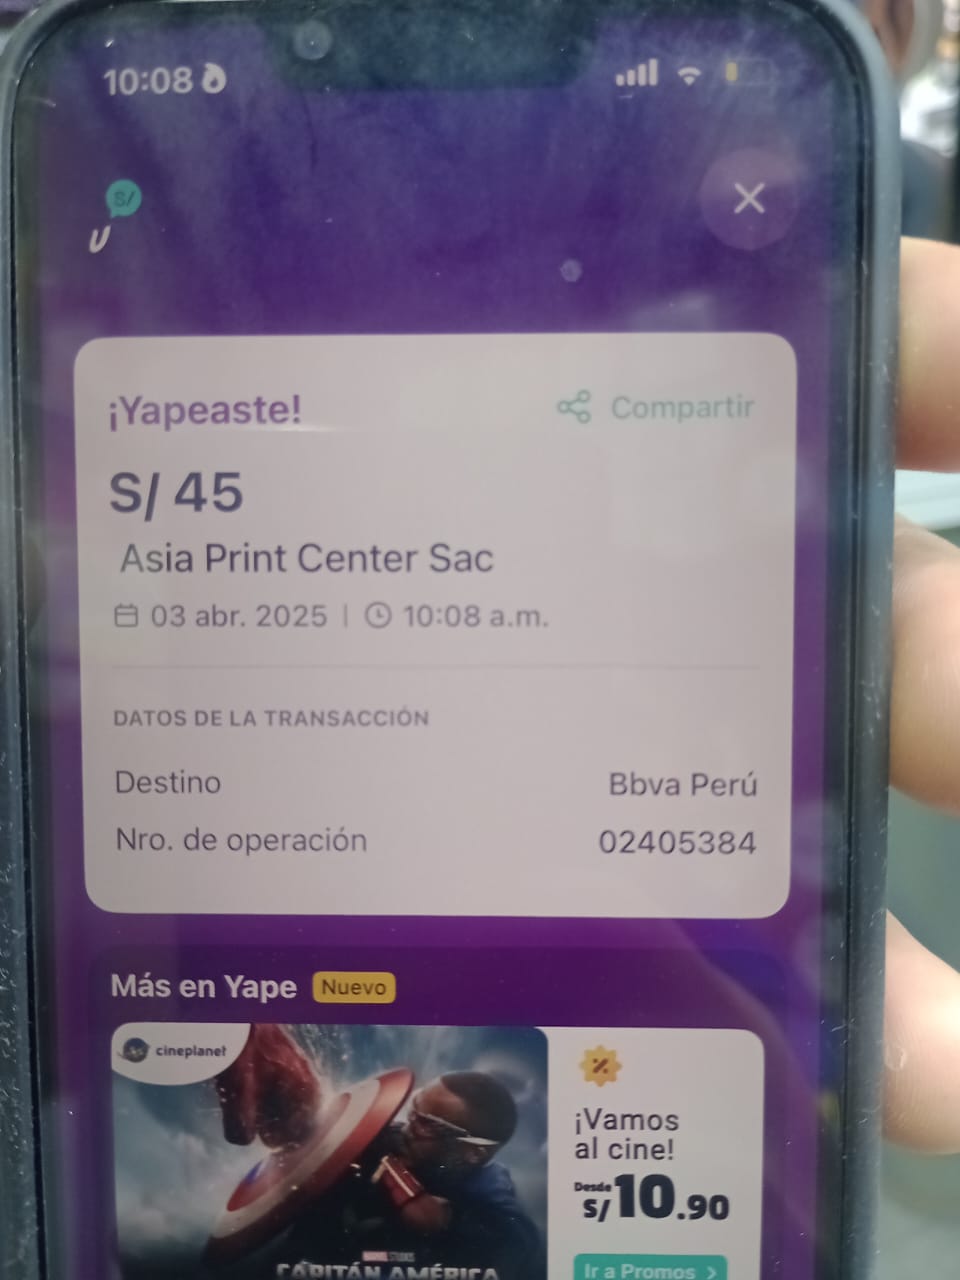 10:08
S/
¡Yapeaste!
Compartir
S/ 45
Asia Print Center Sac
03 abr. 2025 | 10:08 a.m.
DATOS DE LA TRANSACCIÓN
Destino Bbva Perú
Nro. de operación 02405384
Más en Yape Nuevo
cineplanet
¡Vamos
al cine!
Desde
S/10.90
MARVEL STUDIOS
CAPITÁN AMÉRICA
Ir a Promos >